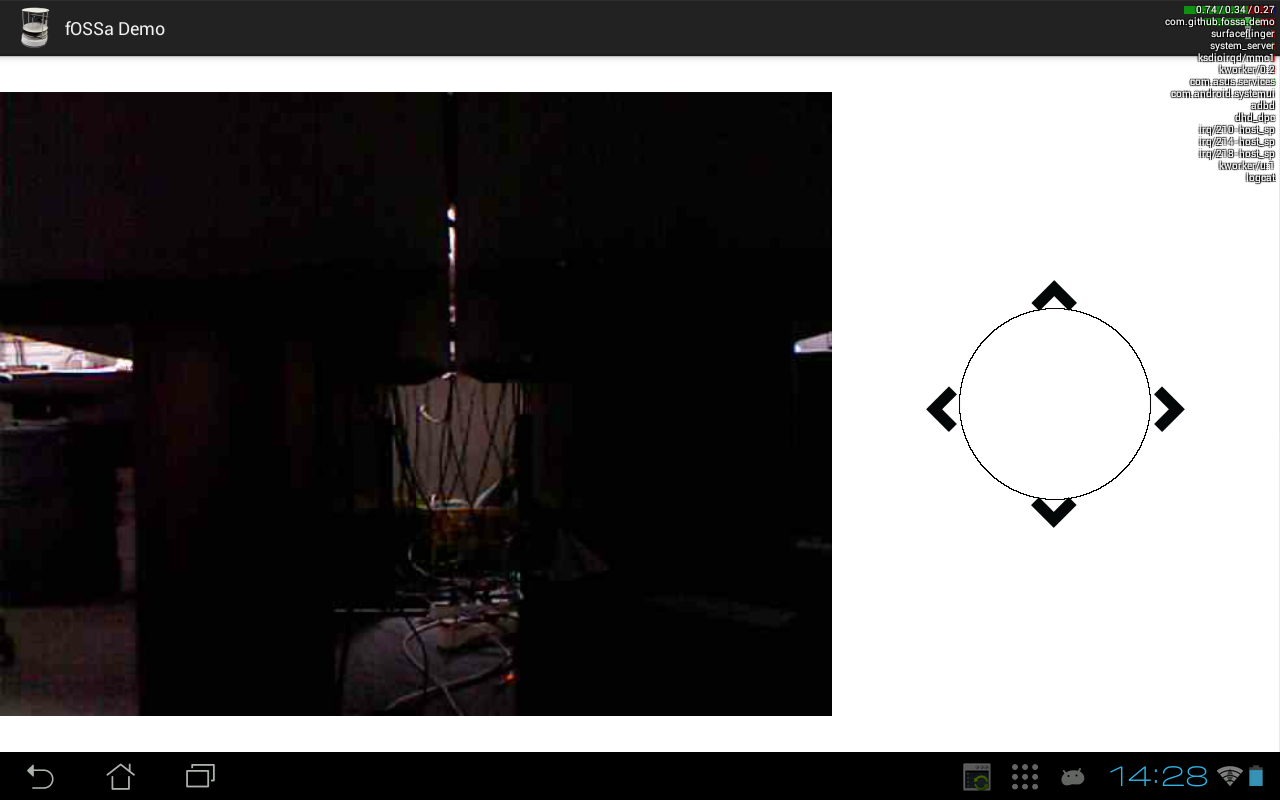 fOSSa Demo
0.74 / 0.34 / 0.27
com.github.fossa.demo
surfaceflinger
system_server
ksdioirqd/mmc1
kworker/0:2
com.asus.services
com.android.systemui
adbd
dhd_dpc
irq/210-host_sp
irq/214-host_sp
irq/218-host_sp
kworker/u:1
logcat
14:28